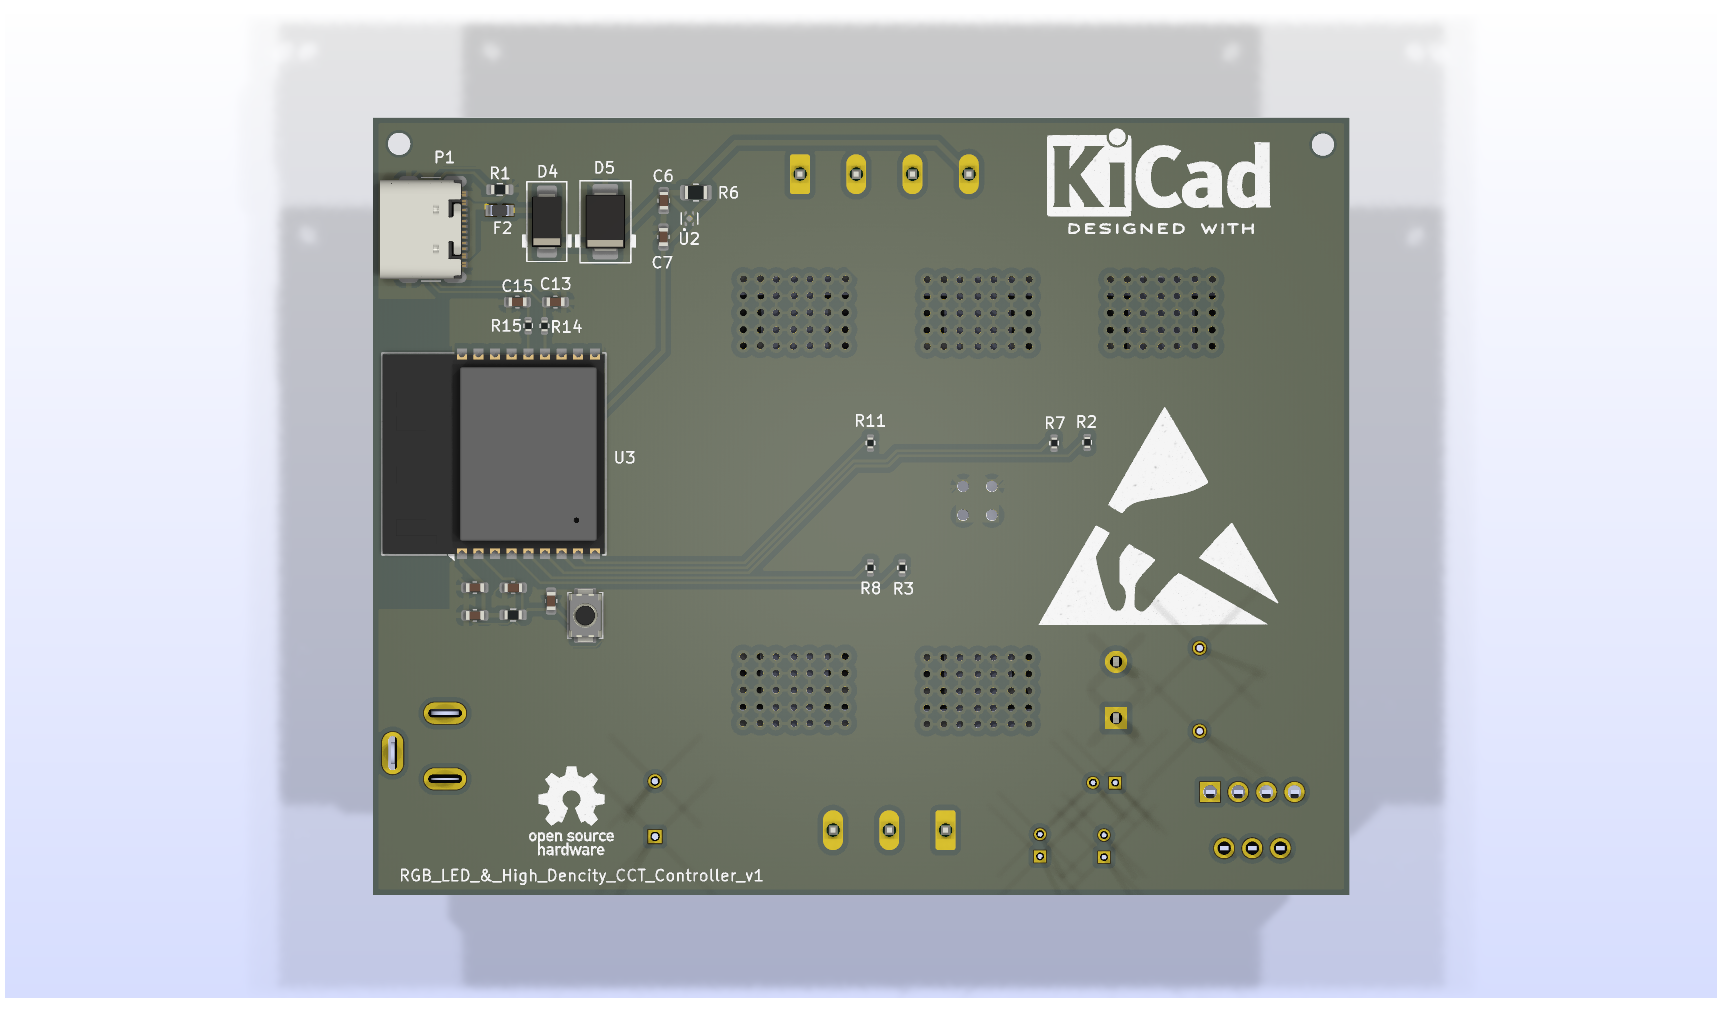 P1
R1
D4
D5
C6
R6
F2
U2
C7
KiCad
DESIGNED WITH
C15
C13
R15
R14
R11
R7
R2
U3
R8
R3
open source
hardware
RGB_LED_&_High_Dencity_CCT_Controller_v1